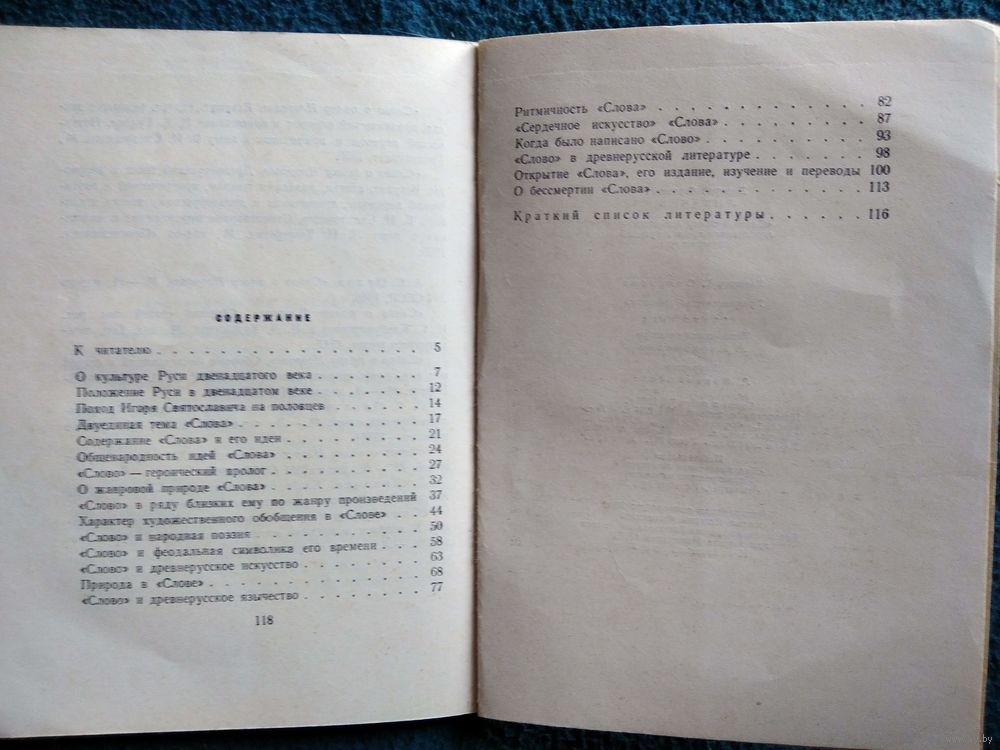 СОДЕРЖАНИЕ
К читателю . . . . . . . . . . . . . . . . 5
О культуре Руси двенадцатого века . . . . . . . 7
Положение Руси в двенадцатом веке . . . . . . . 12
Поход Игоря Святославича на половцев . . . . . . 14
Двуединая тема «Слова» . . . . . . . . . . . 17
Содержание «Слова» и его идеи . . . . . . . . 21
Общенародность идей «Слова» . . . . . . . . . 24
«Слово» — героический пролог . . . . . . . . . 27
О жанровой природе «Слова» . . . . . . . . . 32
«Слово» в ряду близких ему по жанру произведений 37
Характер художественного обобщения в «Слове» . . 44
«Слово» и народная поэзия . . . . . . . . . . 50
«Слово» и феодальная символика его времени . . . 58
«Слово» и древнерусское искусство . . . . . . . 63
Природа в «Слове» . . . . . . . . . . . . . 68
«Слово» и древнерусское язычество . . . . . . . 77
118
Ритмичность «Слова» . . . . . . . . . . . . 82
«Сердечное искусство» «Слова» . . . . . . . . 87
Когда было написано «Слово» . . . . . . . . . 93
«Слово» в древнерусской литературе . . . . . . 98
Открытие «Слова», его издание, изучение и переводы 100
О бессмертии «Слова» . . . . . . . . . . . . 113
Краткий список литературы . . . . . . 116